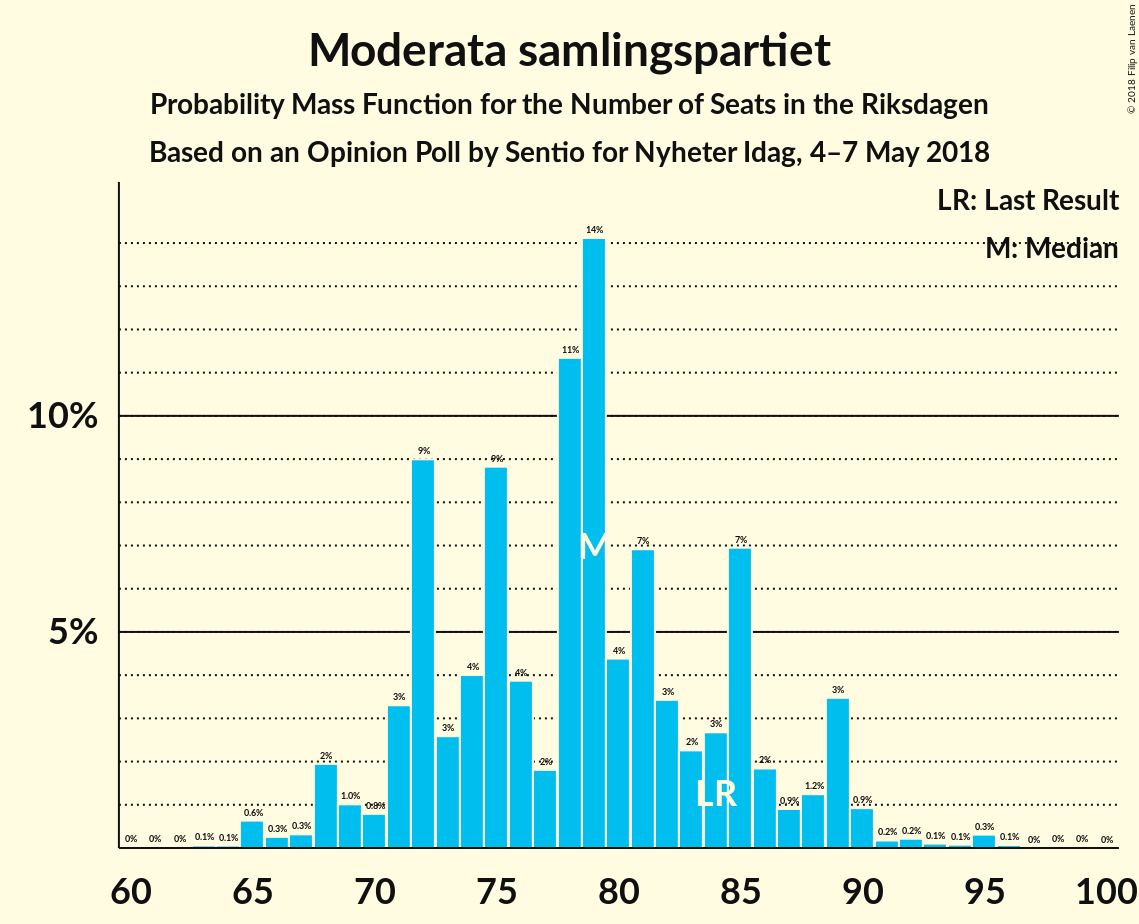 Moderata samlingspartiet
Probability Mass Function for the Number of Seats in the Riksdagen
Based on an Opinion Poll by Sentio for Nyheter Idag, 4–7 May 2018
© 2018 Filip van Laenen
LR: Last Result
M: Median
10%
5%
0% 0% 0% 0.1% 0.1% 0.6% 0.3% 0.3% 2% 1.0% 0.8% 3% 9% 3% 4% 9% 4% 2% 11% 14% 4% 7% 3% 2% 3% 7% 2% 0.9% 1.2% 3% 0.9% 0.2% 0.2% 0.1% 0.1% 0.3% 0.1% 0% 0% 0% 0%
M
LR
60 65 70 75 80 85 90 95 100